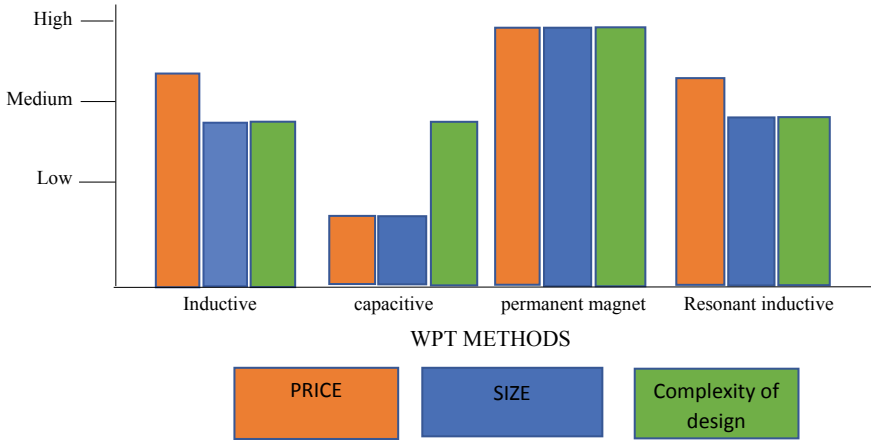 High
Medium
Low
Inductive
capacitive
permanent magnet
Resonant inductive
WPT METHODS
PRICE
SIZE
Complexity of
design